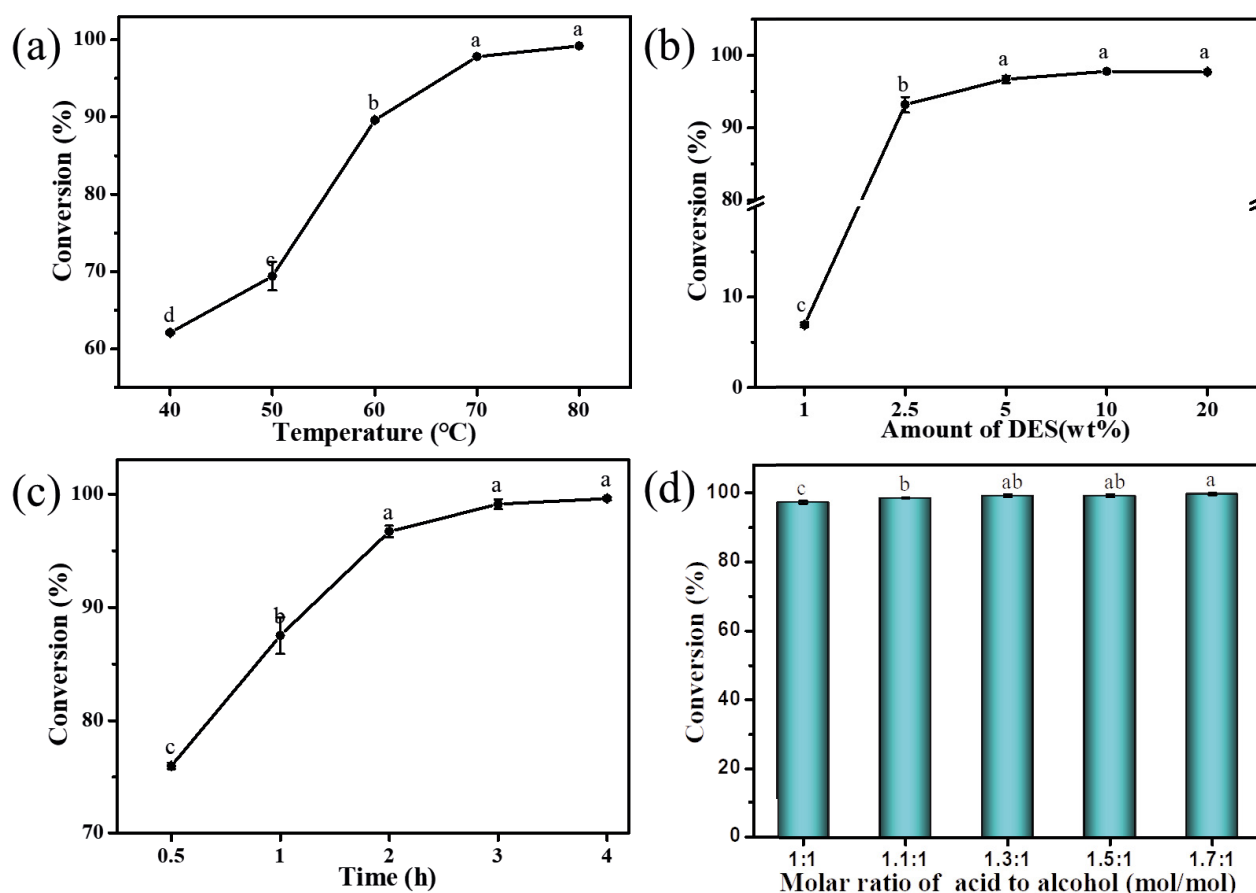 (a)
Conversion (%)
100
90
80
70
60
d
c
b
a
a
40 50 60 70 80
Temperature (°C)
(b)
Conversion (%)
Conversion (%)
100
90
80
10
0
c
b
a
a
a
1 2.5 5 10 20
Amount of DES(wt%)
(c)
Conversion (%)
100
90
80
70
c
b
a
a
a
0.5 1 2 3 4
Time (h)
(d)
Conversion (%)
100
80
60
40
20
0
c b ab ab a
1:1 1.1:1 1.3:1 1.5:1 1.7:1
Molar ratio of acid to alcohol (mol/mol)